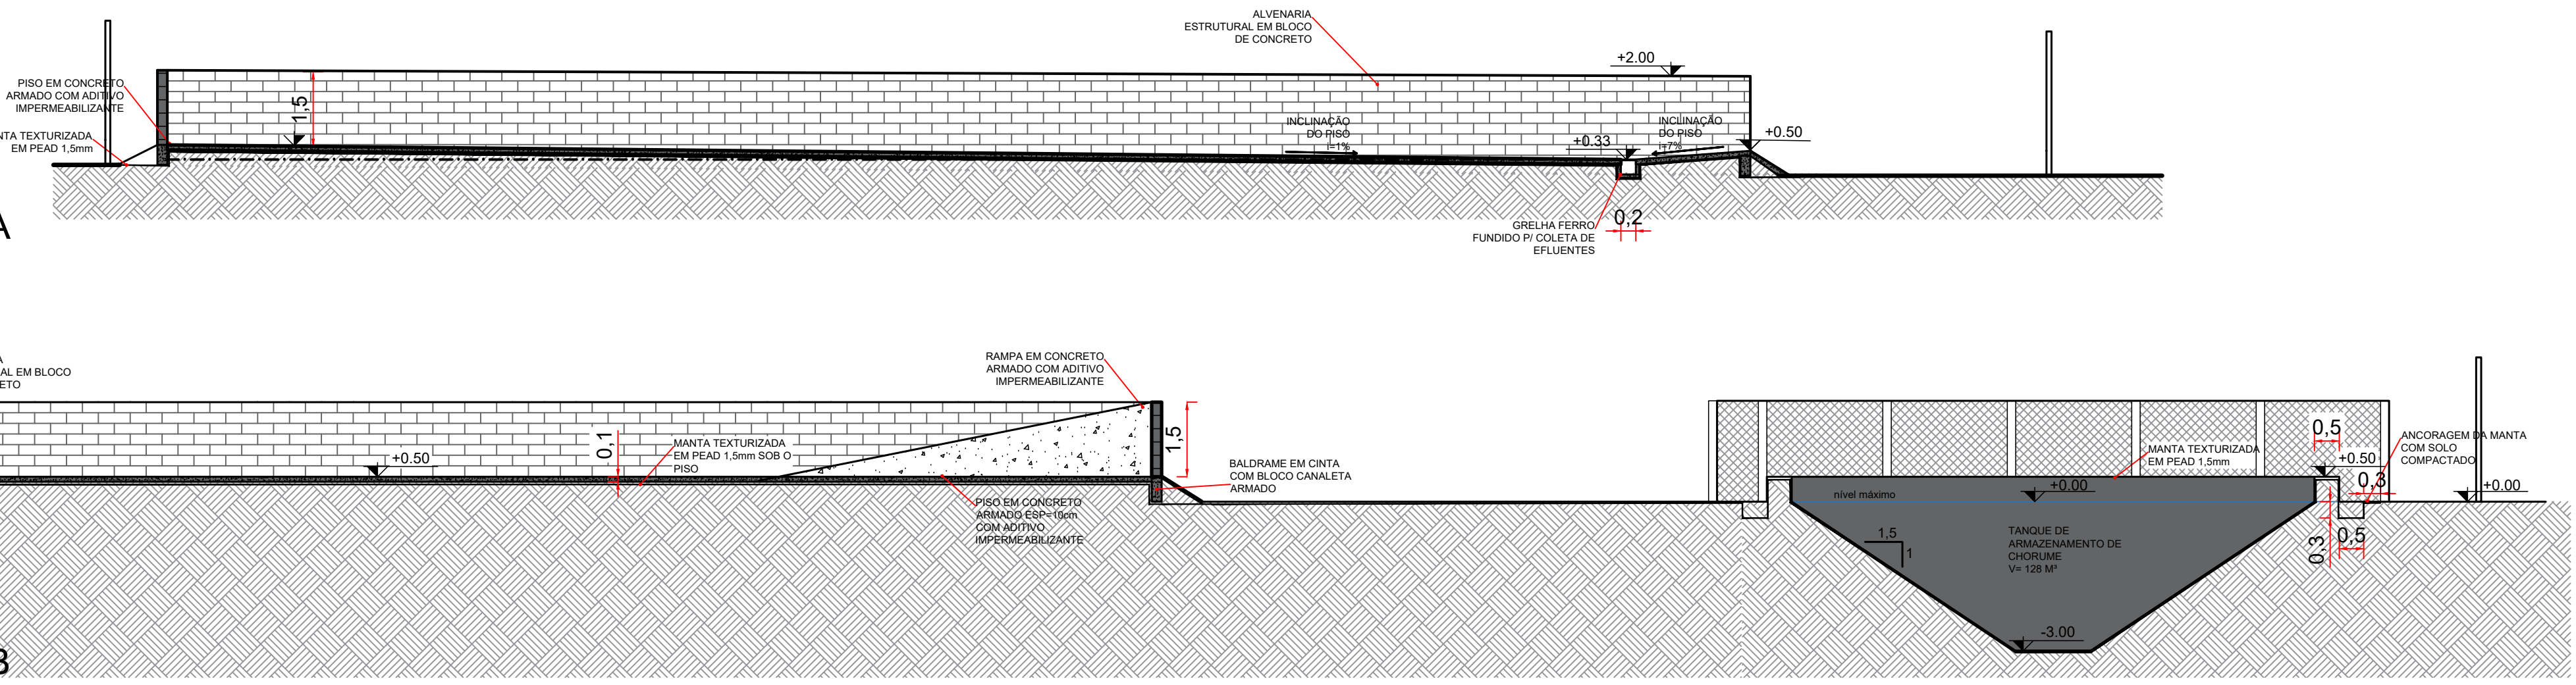 ALVENARIA
ESTRUTURAL EM BLOCO
DE CONCRETO
+2.00
PISO EM CONCRETO
ARMADO COM ADITIVO
IMPERMEABILIZANTE
1,5
NTA TEXTURIZADA
EM PEAD 1,5mm
INCLINAÇÃO
DO PISO
i=1%
+0.33
INCLINAÇÃO
DO PISO
i=7%
+0.50
A
GRELHA FERRO
FUNDIDO P/ COLETA DE
EFLUENTES
0,2
A
AL EM BLOCO
ETO
RAMPA EM CONCRETO
ARMADO COM ADITIVO
IMPERMEABILIZANTE
+0.50
0,1
MANTA TEXTURIZADA
EM PEAD 1,5mm SOB O
PISO
1,5
BALDRAME EM CINTA
COM BLOCO CANALETA
ARMADO
PISO EM CONCRETO
ARMADO ESP=10cm
COM ADITIVO
IMPERMEABILIZANTE
MANTA TEXTURIZADA
EM PEAD 1,5mm
0,5
+0.50
ANCORAGEM DA MANTA
COM SOLO
COMPACTADO
0,3
+0.00
nível máximo
+0.00
1,5
1
TANQUE DE
ARMAZENAMENTO DE
CHORUME
V= 128 M³
0,3
0,5
-3.00
B